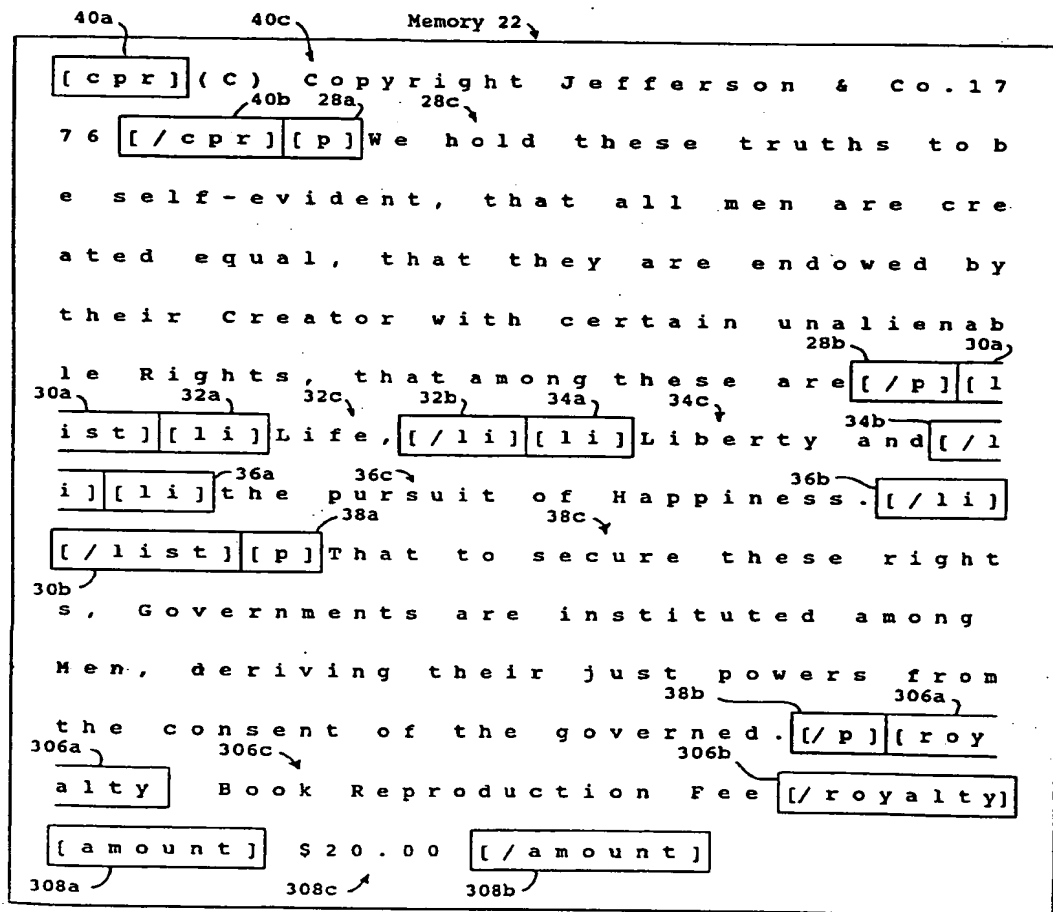 40a 40c Memory 22
[cpr](C) Copyright Jefferson & Co.17
40b 28a 28c
76 [/cpr][p]We hold these truths to b
e self-evident, that all men are cre
ated equal, that they are endowed by
their Creator with certain unalienab
28b 30a
le Rights, that among these are[/p][l
30a 32a 32c 32b 34a 34c 34b
ist][li]Life,[/li][li]Liberty and[/l
36a 36c 36b
i][li]the pursuit of Happiness.[/li]
38a 38c
[/list][p]That to secure these right
30b
s, Governments are instituted among
Men, deriving their just powers from
38b 306a
the consent of the governed.[/p][roy
306a 306c 306b
alty Book Reproduction Fee[/royalty]
[amount] $20.00 [/amount]
308a 308c 308b